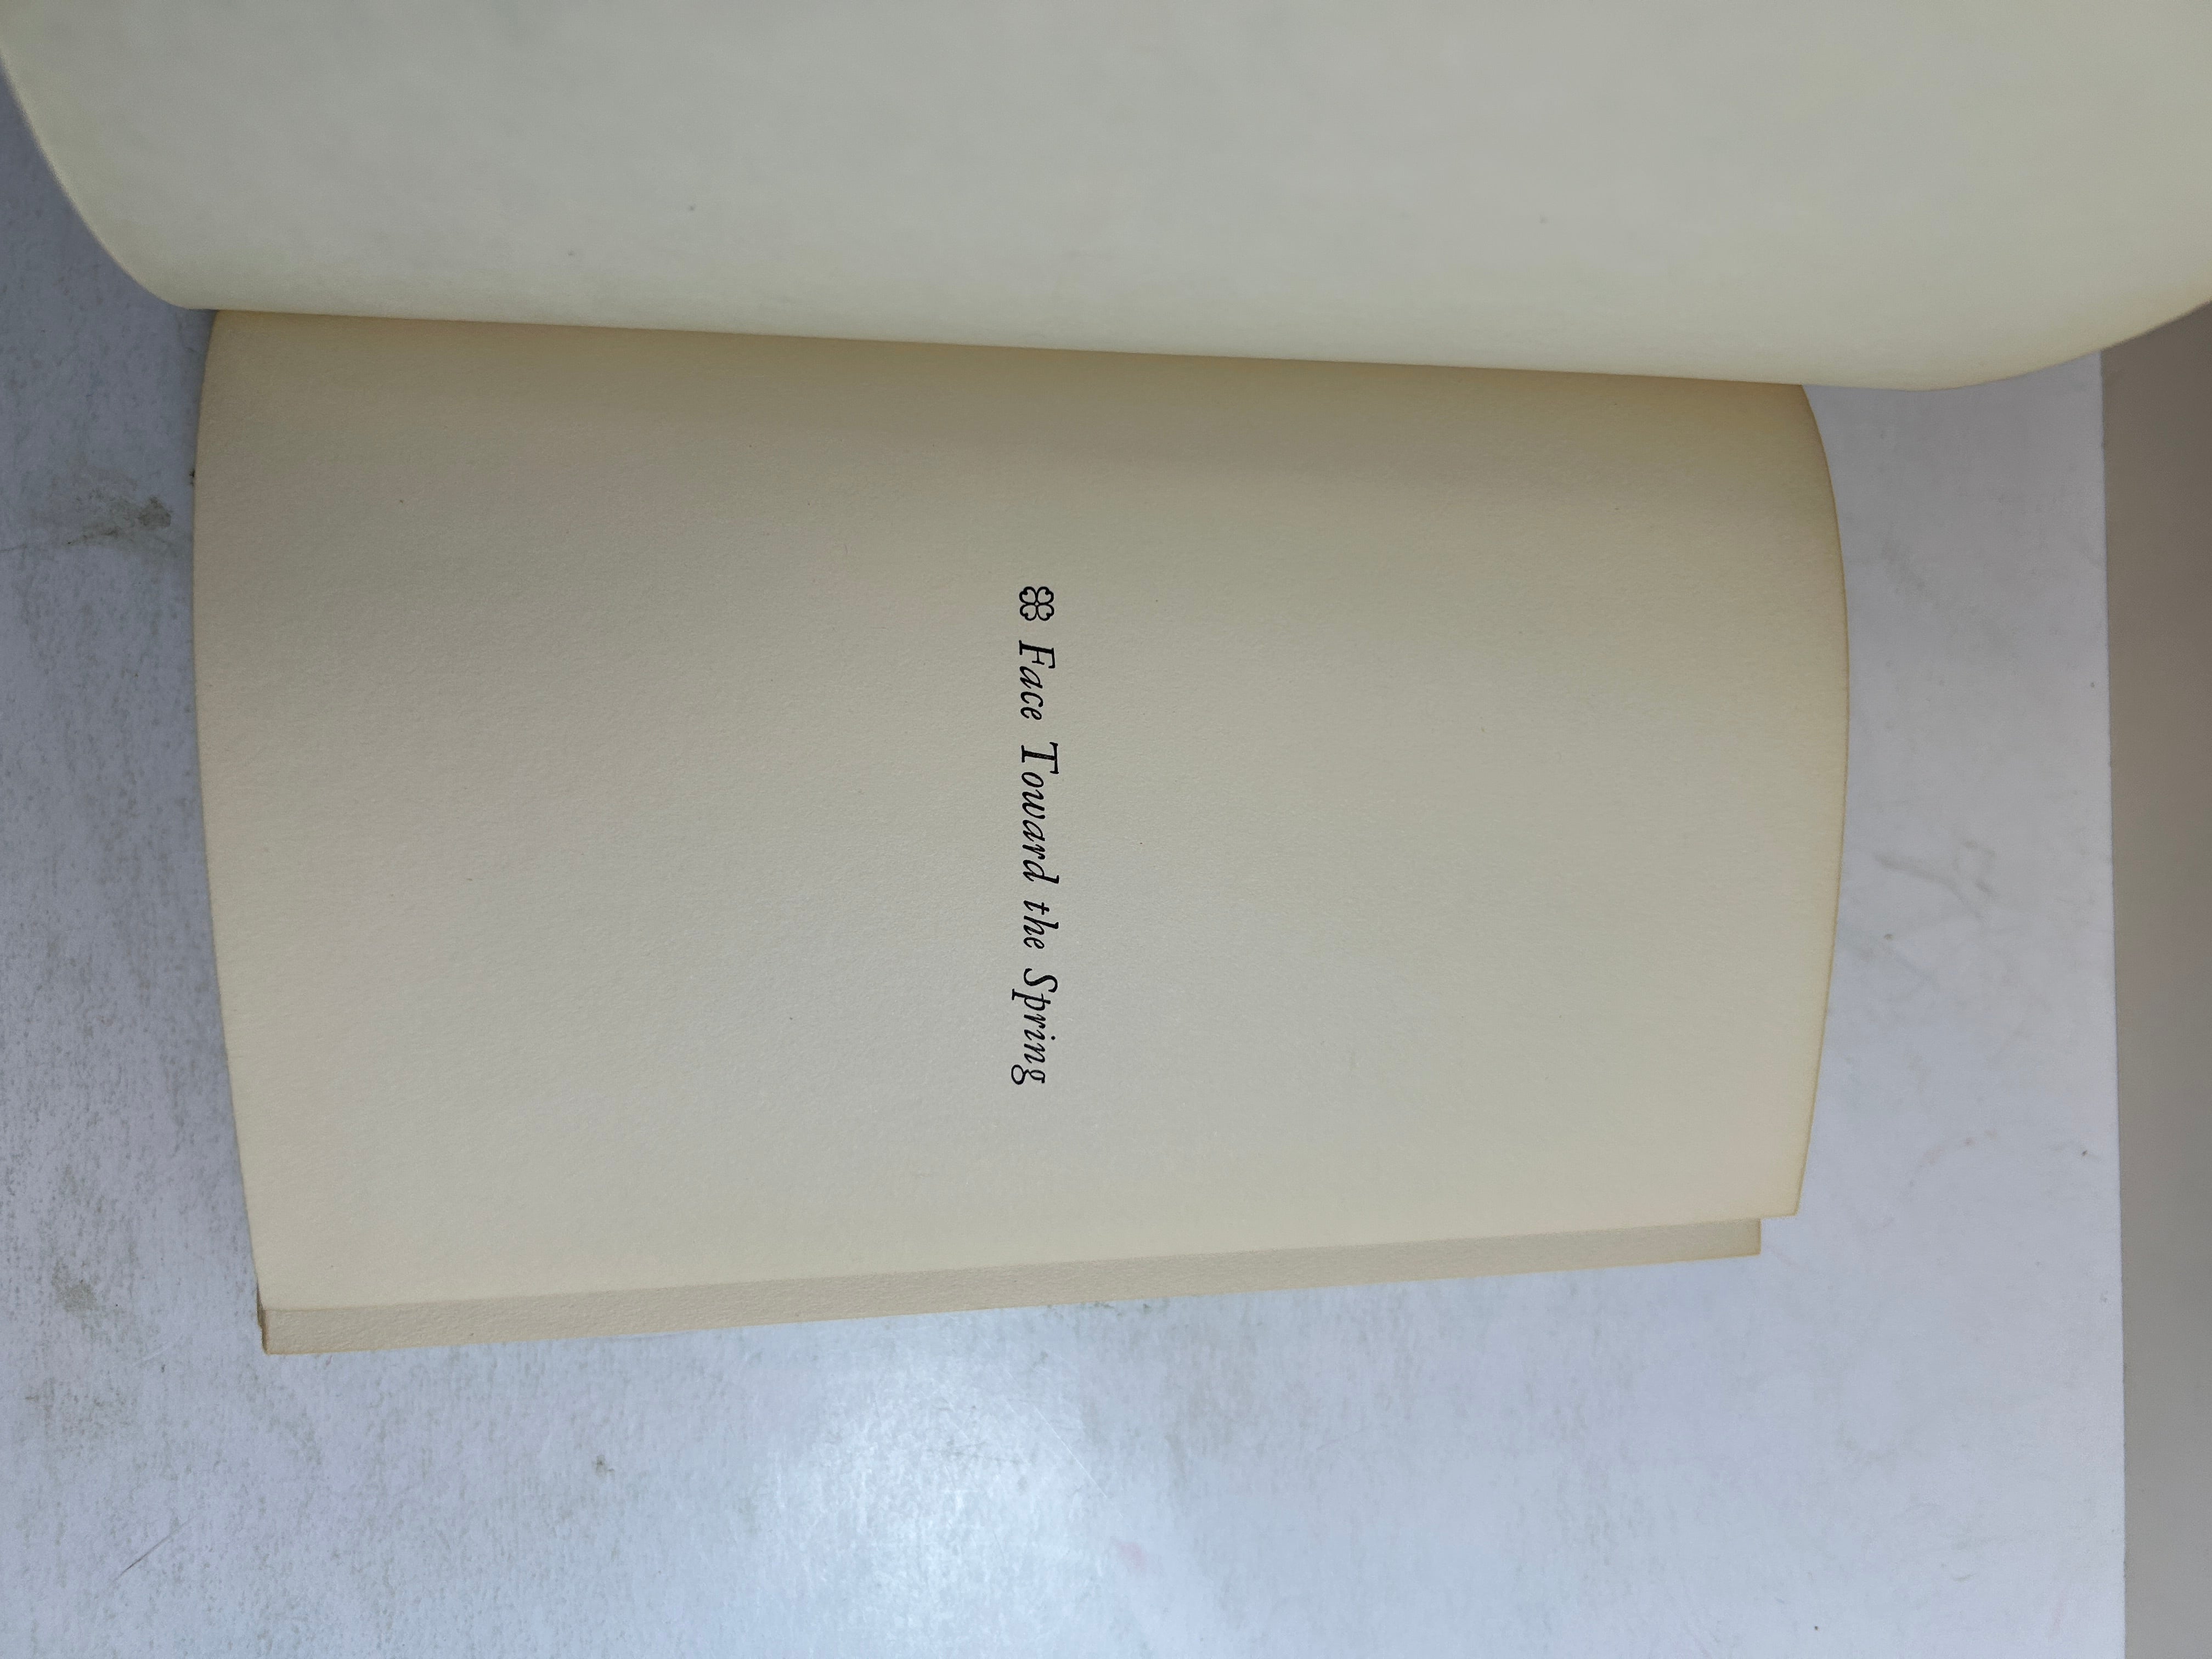 Face Toward the Spring